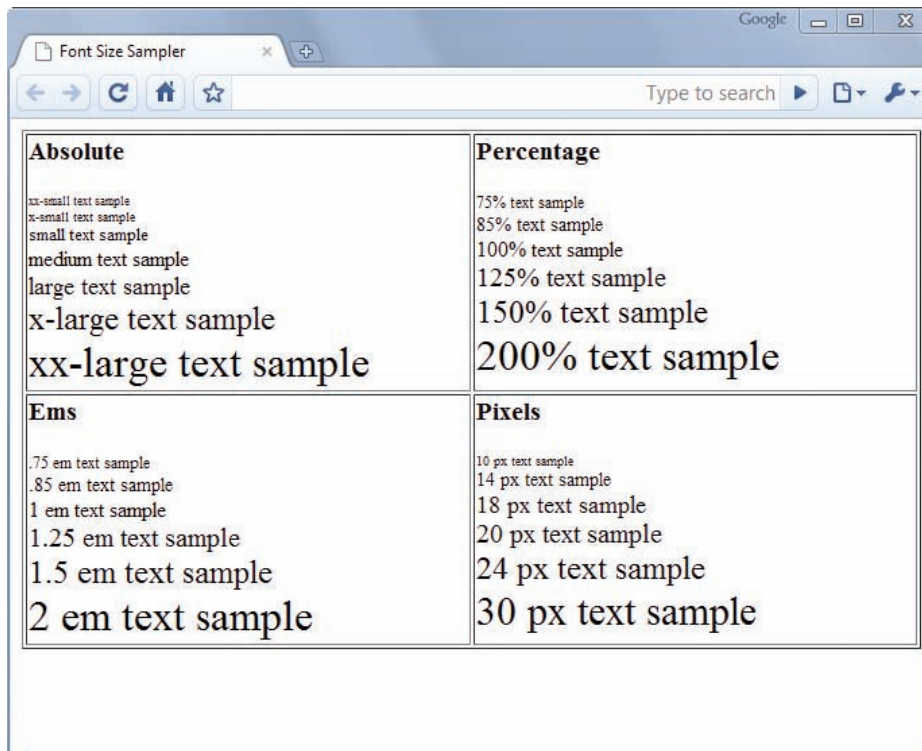 Google
Font Size Sampler
Type to search
Absolute
xx-small text sample
x-small text sample
small text sample
medium text sample
large text sample
x-large text sample
xx-large text sample
Percentage
75% text sample
85% text sample
100% text sample
125% text sample
150% text sample
200% text sample
Ems
.75 em text sample
.85 em text sample
1 em text sample
1.25 em text sample
1.5 em text sample
2 em text sample
Pixels
10 px text sample
14 px text sample
18 px text sample
20 px text sample
24 px text sample
30 px text sample